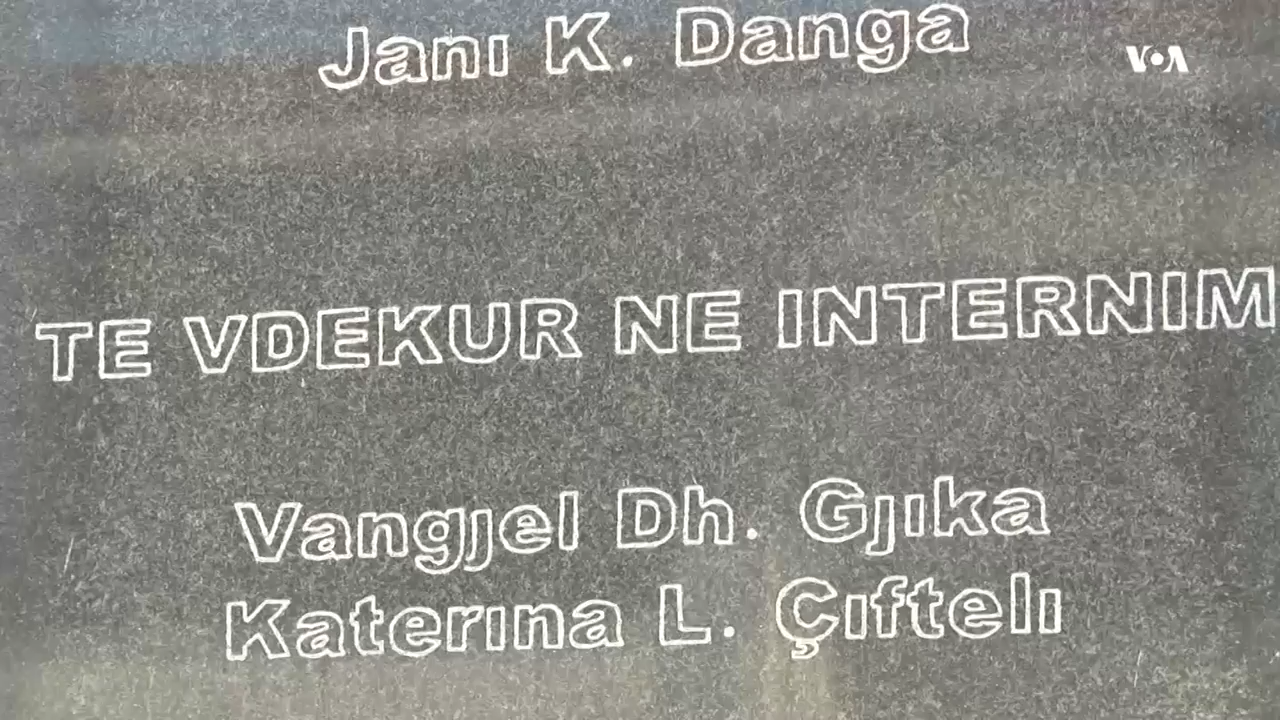 Janı K. Danga
VOA
TE VDEKUR NE INTERNIM
Vangjel Dh. Gjıka
Katerına L. Çıftelı